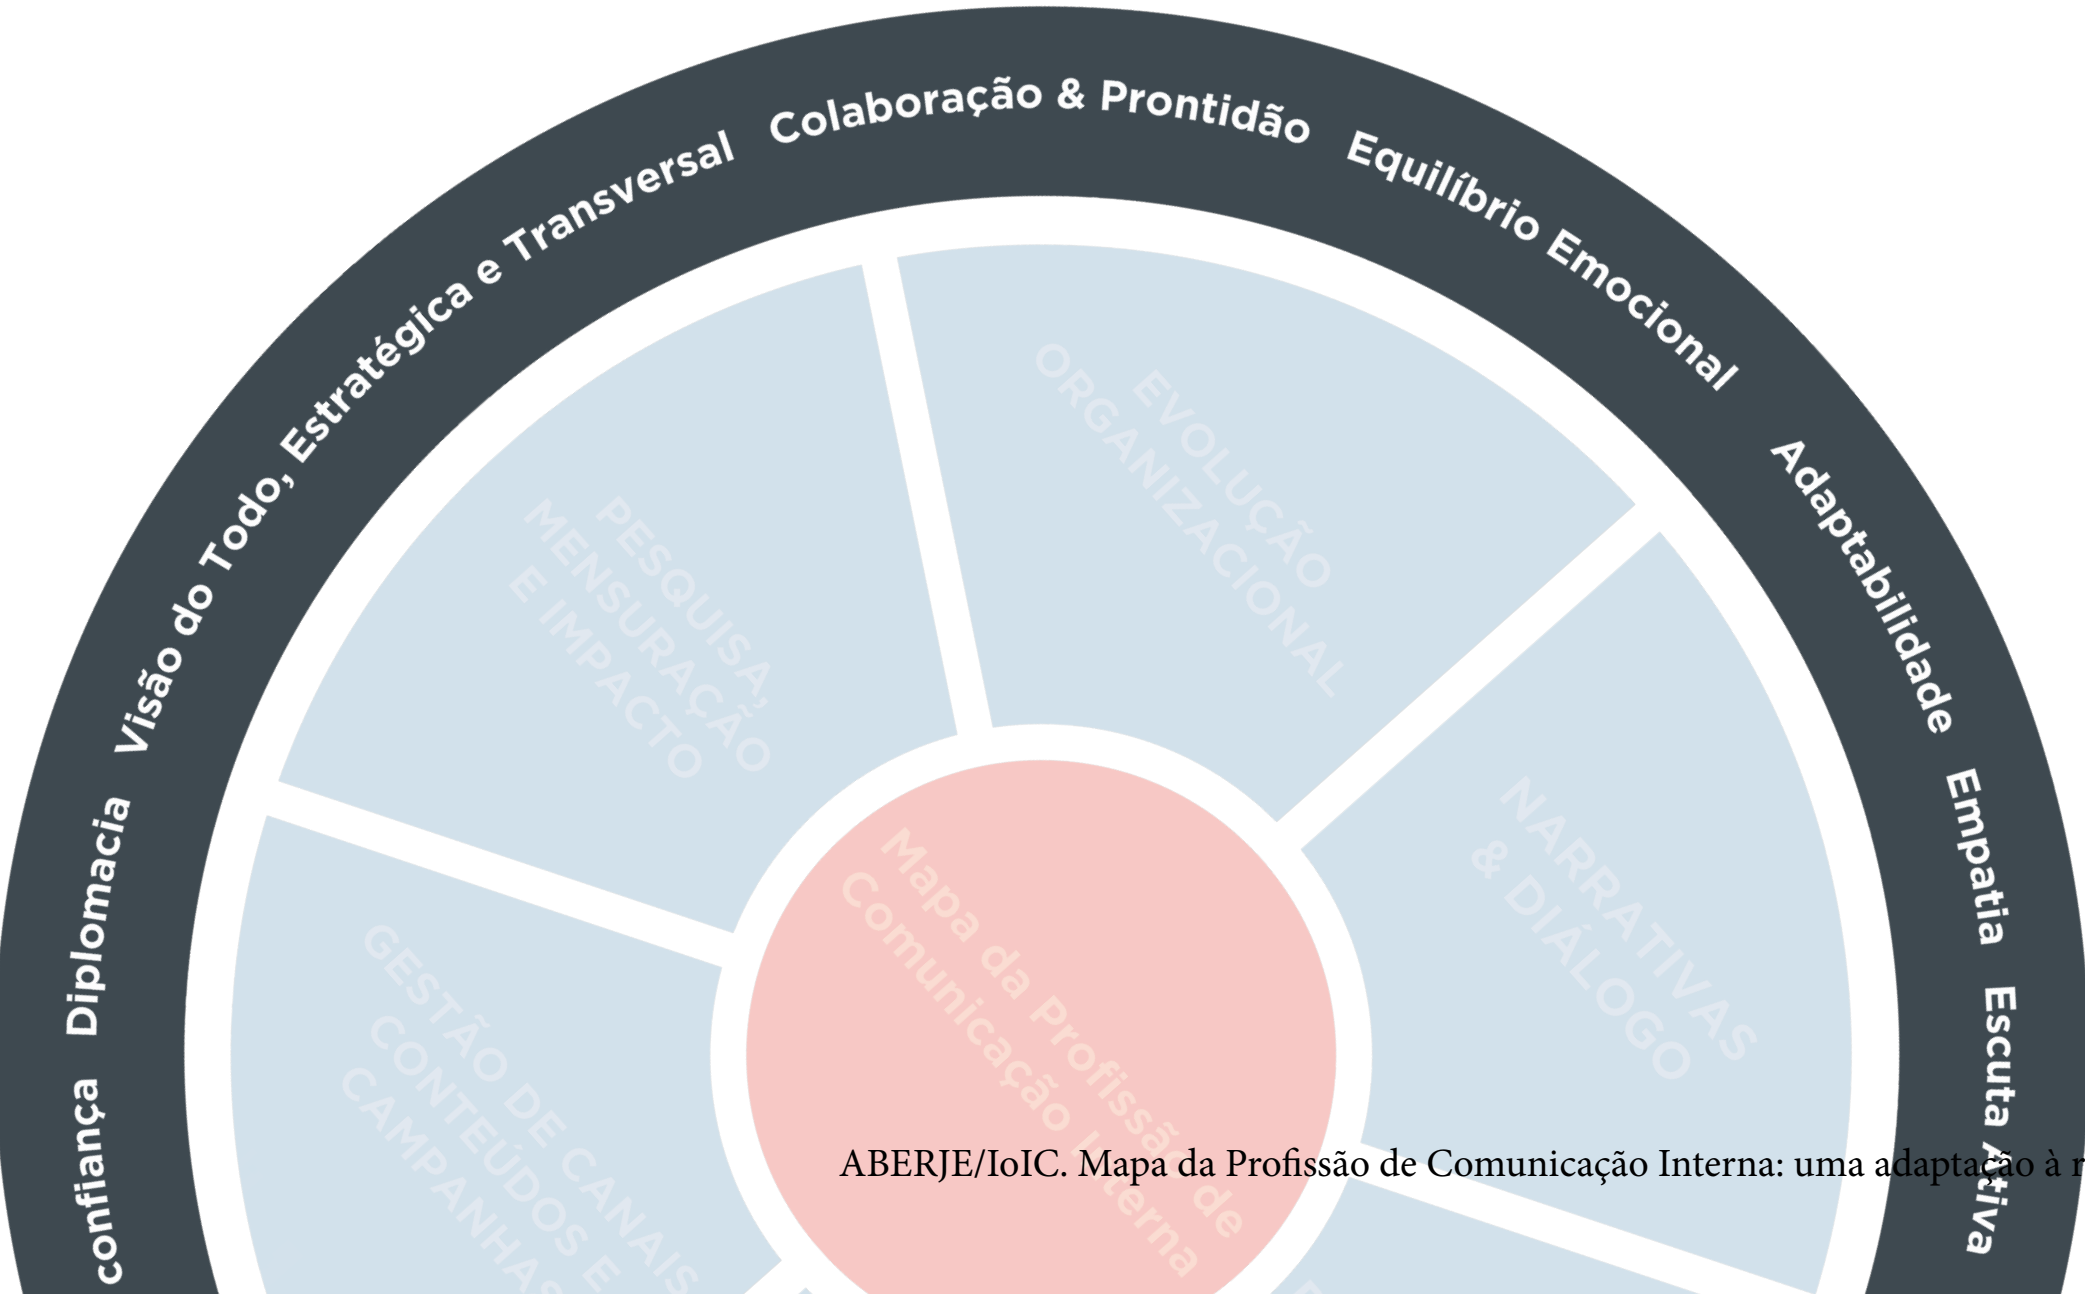 confiança
Diplomacia
Visão do Todo, Estratégica e Transversal
Colaboração & Prontidão
Equilíbrio Emocional
Adaptabilidade
Empatia
Escuta Ativa
EVOLUÇÃO
ORGANIZACIONAL
PESQUISA,
MENSURAÇÃO
E IMPACTO
NARRATIVAS
& DIÁLOGO
GESTÃO DE CANAIS
CONTEÚDOS E
CAMPANHAS
Mapa da Profissão de
Comunicação Interna
ABERJE/IoIC. Mapa da Profissão de Comunicação Interna: uma adaptação à